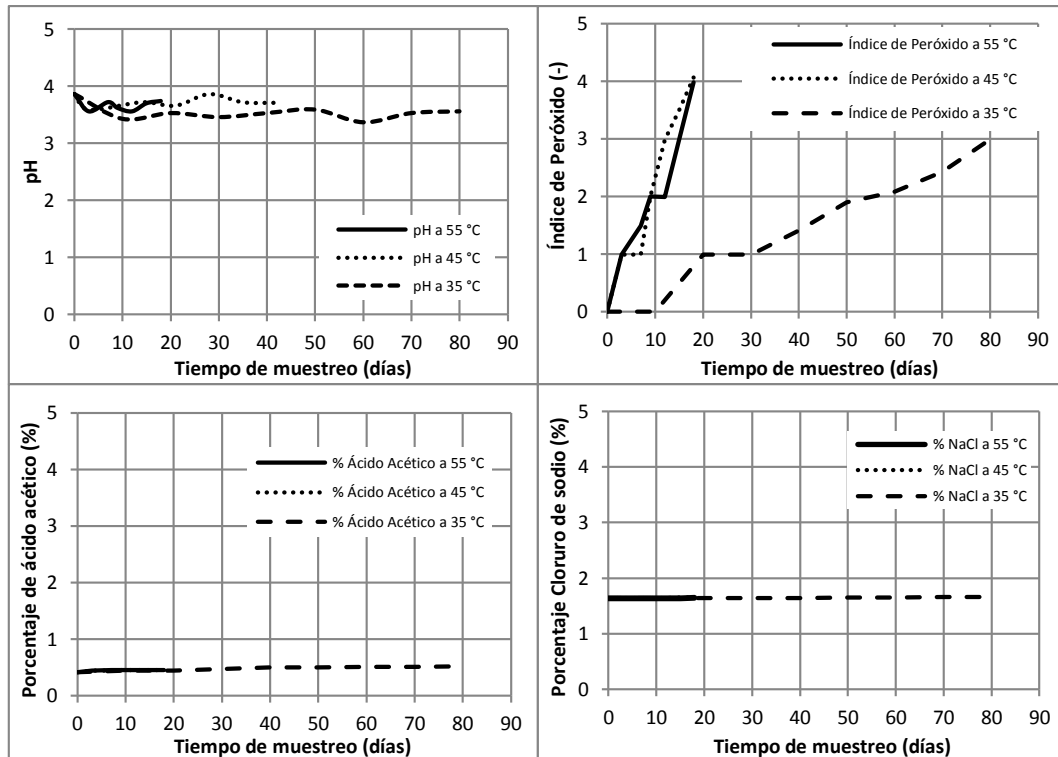 5
4
3
2
1
0
pH
0 10 20 30 40 50 60 70 80 90
Tiempo de muestreo (días)
pH a 55 °C
pH a 45 °C
pH a 35 °C
5
4
3
2
1
0
Índice de Peróxido (-)
0 10 20 30 40 50 60 70 80 90
Tiempo de muestreo (días)
Índice de Peróxido a 55 °C
Índice de Peróxido a 45 °C
Índice de Peróxido a 35 °C
5
4
3
2
1
0
Porcentaje de ácido acético (%)
0 10 20 30 40 50 60 70 80 90
Tiempo de muestreo (días)
% Ácido Acético a 55 °C
% Ácido Acético a 45 °C
% Ácido Acético a 35 °C
5
4
3
2
1
0
Porcentaje Cloruro de sodio (%)
0 10 20 30 40 50 60 70 80 90
Tiempo de muestreo (días)
% NaCl a 55 °C
% NaCl a 45 °C
% NaCl a 35 °C